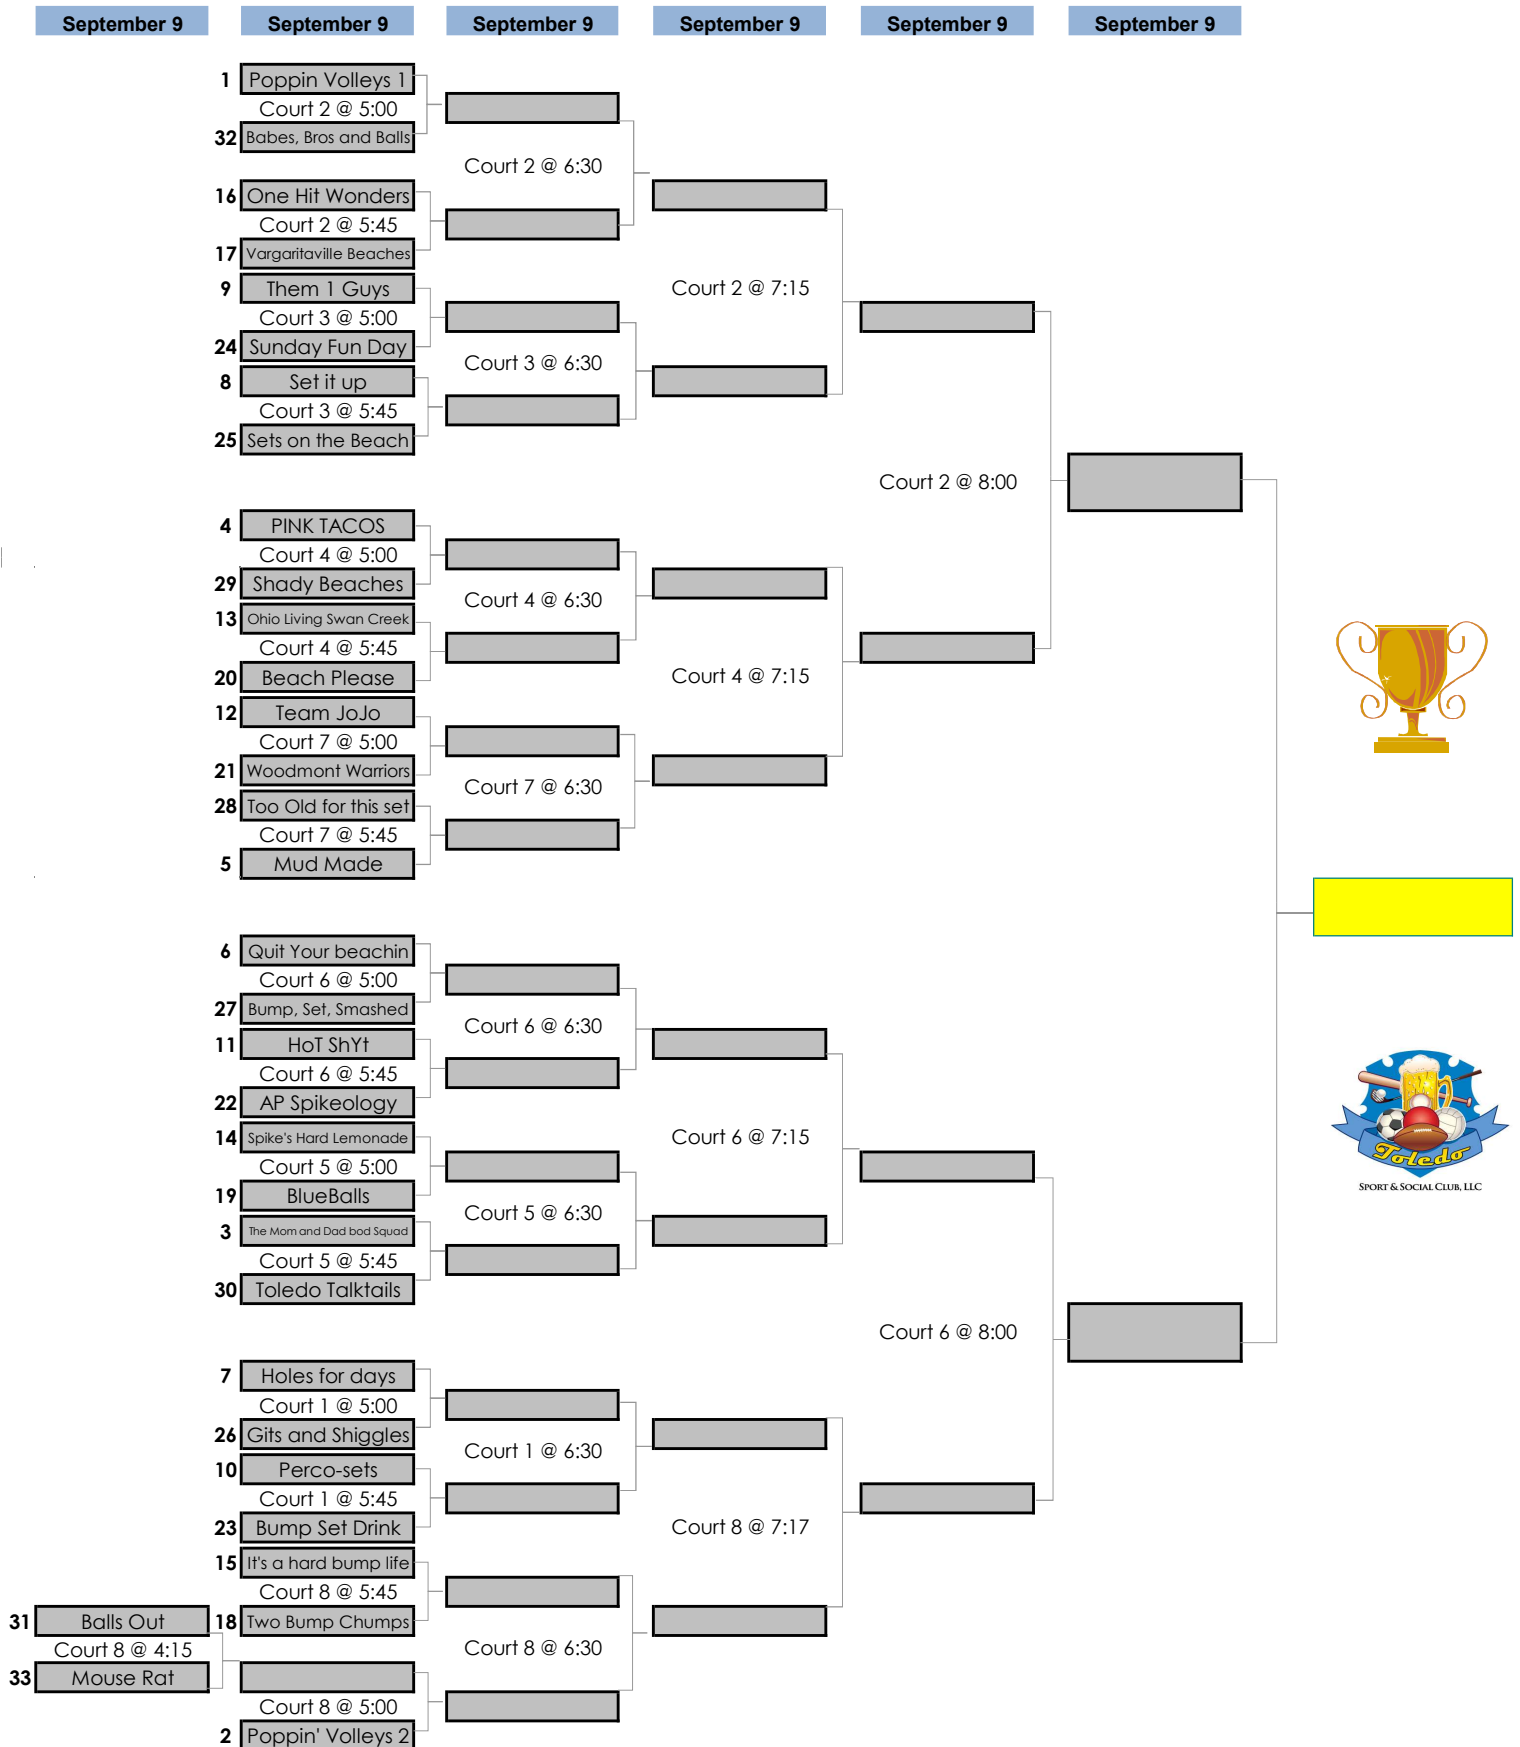 September 9 September 9 September 9 September 9 September 9 September 9
1 Poppin Volleys 1
Court 2 @ 5:00
32 Babes, Bros and Balls
Court 2 @ 6:30
16 One Hit Wonders
Court 2 @ 5:45
17 Vargaritaville Beaches
9 Them 1 Guys
Court 2 @ 7:15
Court 3 @ 5:00
24 Sunday Fun Day
Court 3 @ 6:30
8 Set it up
Court 3 @ 5:45
25 Sets on the Beach
Court 2 @ 8:00
4 PINK TACOS
Court 4 @ 5:00
29 Shady Beaches
Court 4 @ 6:30
13 Ohio Living Swan Creek
Court 4 @ 5:45
20 Beach Please
Court 4 @ 7:15
12 Team JoJo
Court 7 @ 5:00
21 Woodmont Warriors
Court 7 @ 6:30
28 Too Old for this set
Court 7 @ 5:45
5 Mud Made
6 Quit Your beachin
Court 6 @ 5:00
27 Bump, Set, Smashed
Court 6 @ 6:30
11 HoT ShYt
Court 6 @ 5:45
22 AP Spikeology
14 Spike's Hard Lemonade
Court 6 @ 7:15
Toledo
Court 5 @ 5:00
SPORT & SOCIAL CLUB, LLC
19 BlueBalls
Court 5 @ 6:30
3 The Mom and Dad bod Squad
Court 5 @ 5:45
30 Toledo Talktails
Court 6 @ 8:00
7 Holes for days
Court 1 @ 5:00
26 Gits and Shiggles
Court 1 @ 6:30
10 Perco-sets
Court 1 @ 5:45
23 Bump Set Drink
Court 8 @ 7:17
15 It's a hard bump life
Court 8 @ 5:45
31 Balls Out
18 Two Bump Chumps
Court 8 @ 4:15
Court 8 @ 6:30
33 Mouse Rat
Court 8 @ 5:00
2 Poppin' Volleys 2